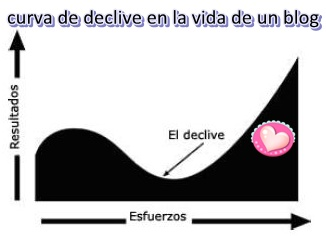 curva de declive en la vida de un blog
Resultados
El declive
Esfuerzos